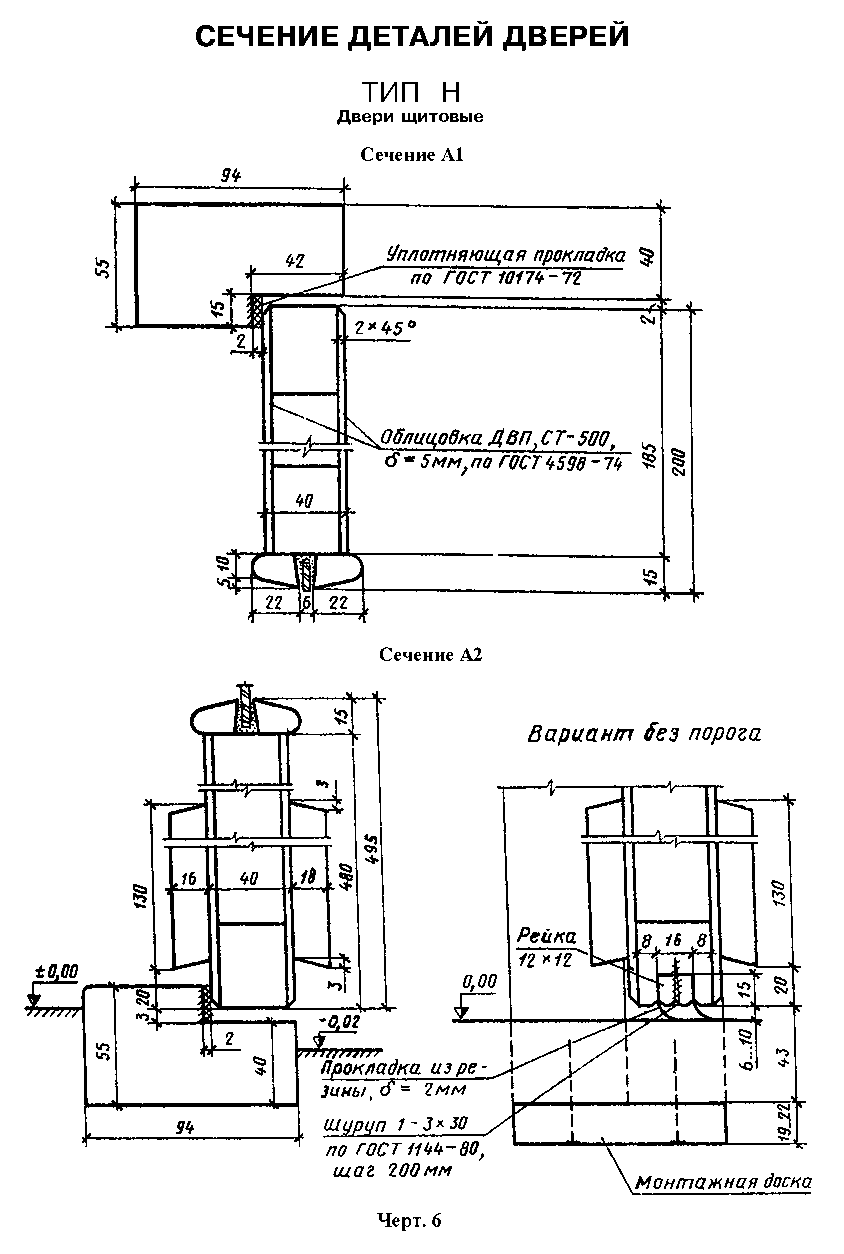 СЕЧЕНИЕ ДЕТАЛЕЙ ДВЕРЕЙ
ТИП Н
Двери щитовые
Сечение А1
94
55
42
15
Уплотняющая прокладка
по ГОСТ 10174-72
40
2
2
2×45°
Облицовка ДВП, СТ-500,
δ = 5мм, по ГОСТ 4598-74
185
200
40
10
5
15
22 6 22
Сечение А2
15
Вариант без порога
3
495
480
130
16 40 18
130
Рейка
12×12
8 16 8
±0,00
20
3
3
0,00
15
20
-0,02
2
55
40
6...10
43
Прокладка из ре-
зины, δ = 2мм
94
Шуруп 1-3×30
по ГОСТ 1144-80,
шаг 200мм
19...22
Монтажная доска
Черт. 6